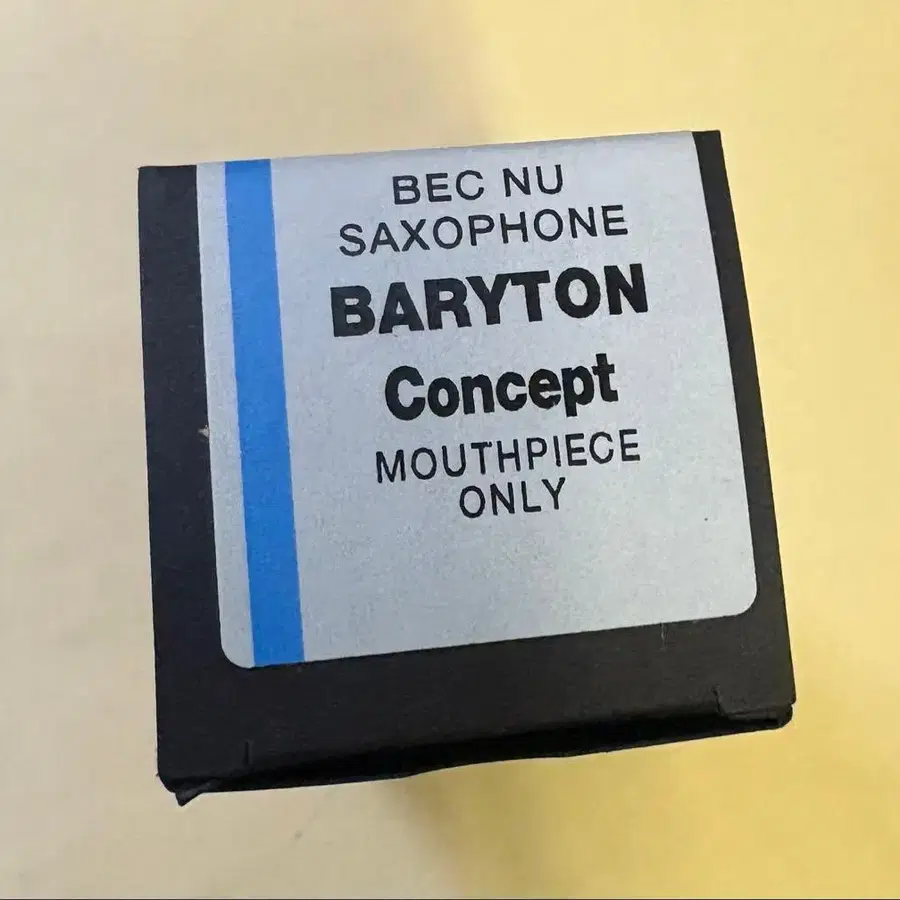 BEC NU
SAXOPHONE
BARYTON
Concept
MOUTHPIECE
ONLY